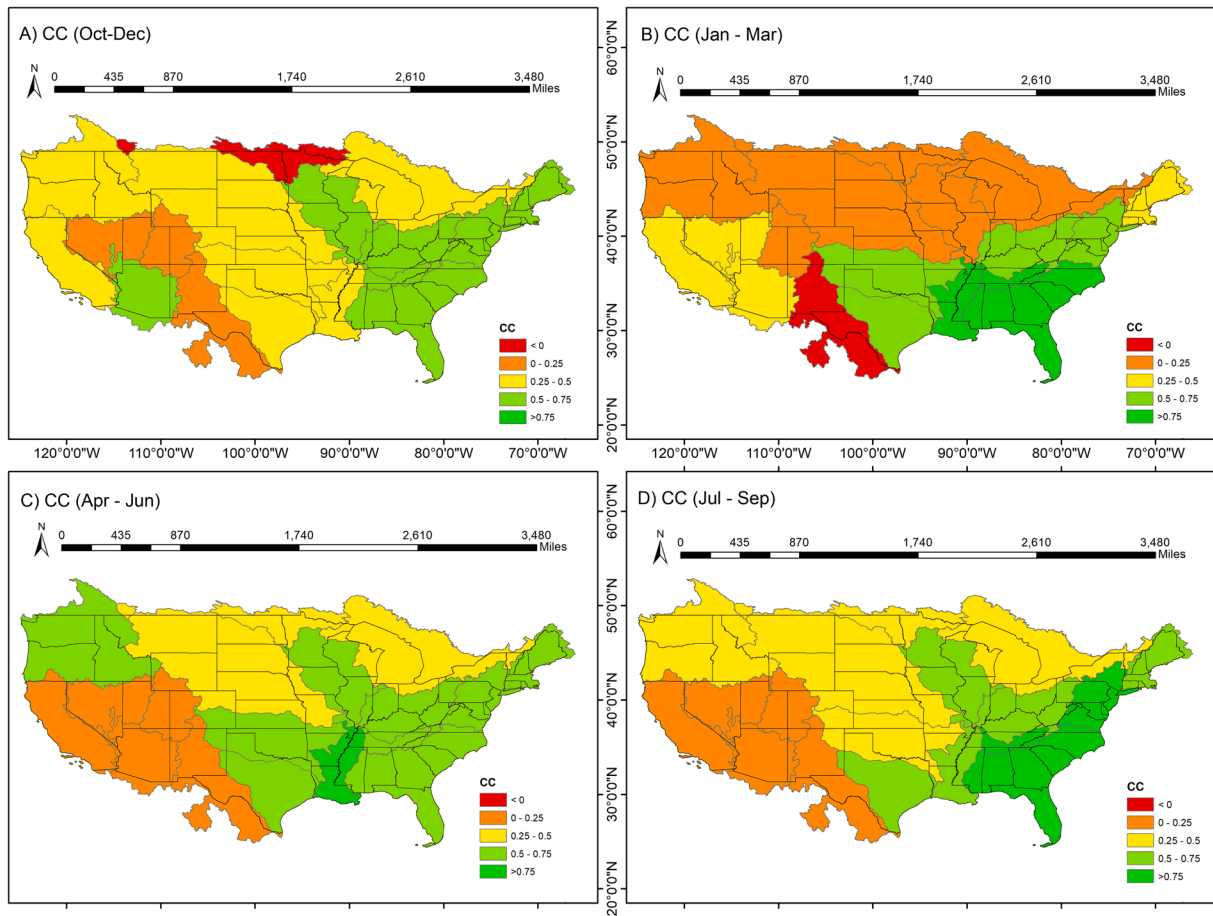 A) CC (Oct-Dec)
N
0 435 870 1,740 2,610 3,480
Miles
CC
< 0
0 - 0.25
0.25 - 0.5
0.5 - 0.75
>0.75
60°0'0"N
50°0'0"N
40°0'0"N
30°0'0"N
20°0'0"N
B) CC (Jan - Mar)
N
0 435 870 1,740 2,610 3,480
Miles
CC
< 0
0 - 0.25
0.25 - 0.5
0.5 - 0.75
>0.75
120°0'0"W 110°0'0"W 100°0'0"W 90°0'0"W 80°0'0"W 70°0'0"W
120°0'0"W 110°0'0"W 100°0'0"W 90°0'0"W 80°0'0"W 70°0'0"W
C) CC (Apr - Jun)
N
0 435 870 1,740 2,610 3,480
Miles
CC
< 0
0 - 0.25
0.25 - 0.5
0.5 - 0.75
>0.75
60°0'0"N
50°0'0"N
40°0'0"N
30°0'0"N
20°0'0"N
D) CC (Jul - Sep)
N
0 435 870 1,740 2,610 3,480
Miles
CC
< 0
0 - 0.25
0.25 - 0.5
0.5 - 0.75
>0.75